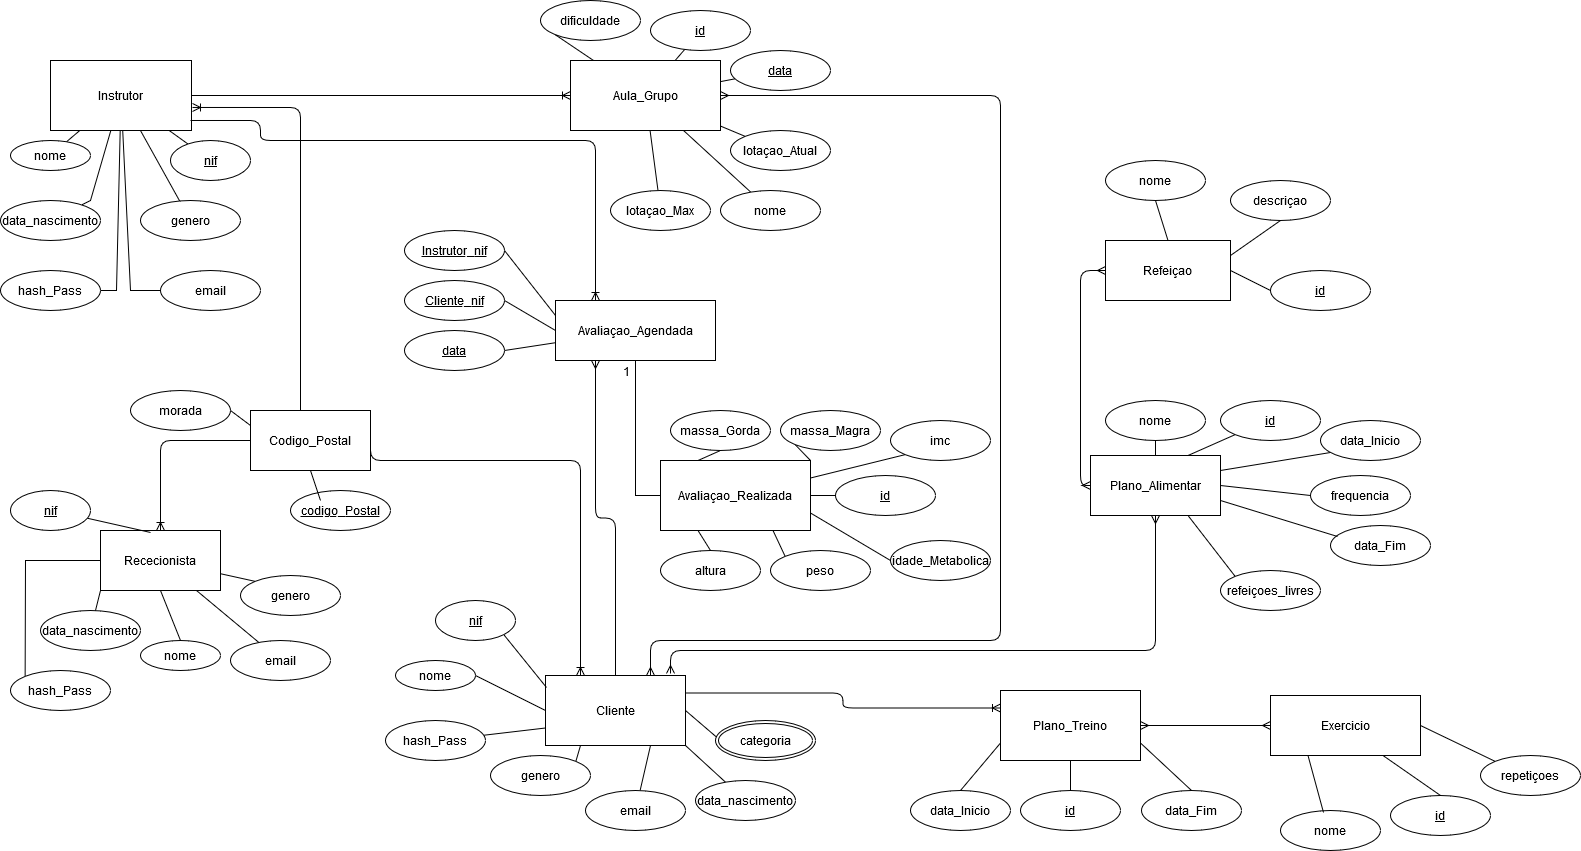 dificuldade
id
data
Instrutor
Aula_Grupo
nome
nif
lotaçao_Atual
data_nascimento
genero
lotaçao_Max
nome
hash_Pass
email
nome
descriçao
Refeiçao
id
Instrutor_nif
Cliente_nif
data
Avaliaçao_Agendada
1
morada
Codigo_Postal
codigo_Postal
massa_Gorda
massa_Magra
imc
Avaliaçao_Realizada
id
altura
peso
idade_Metabolica
nome
id
data_Inicio
Plano_Alimentar
frequencia
data_Fim
refeiçoes_livres
nif
Rececionista
genero
data_nascimento
nome
email
hash_Pass
nif
nome
Cliente
hash_Pass
categoria
genero
email
data_nascimento
Plano_Treino
data_Inicio
id
data_Fim
Exercicio
repetiçoes
nome
id